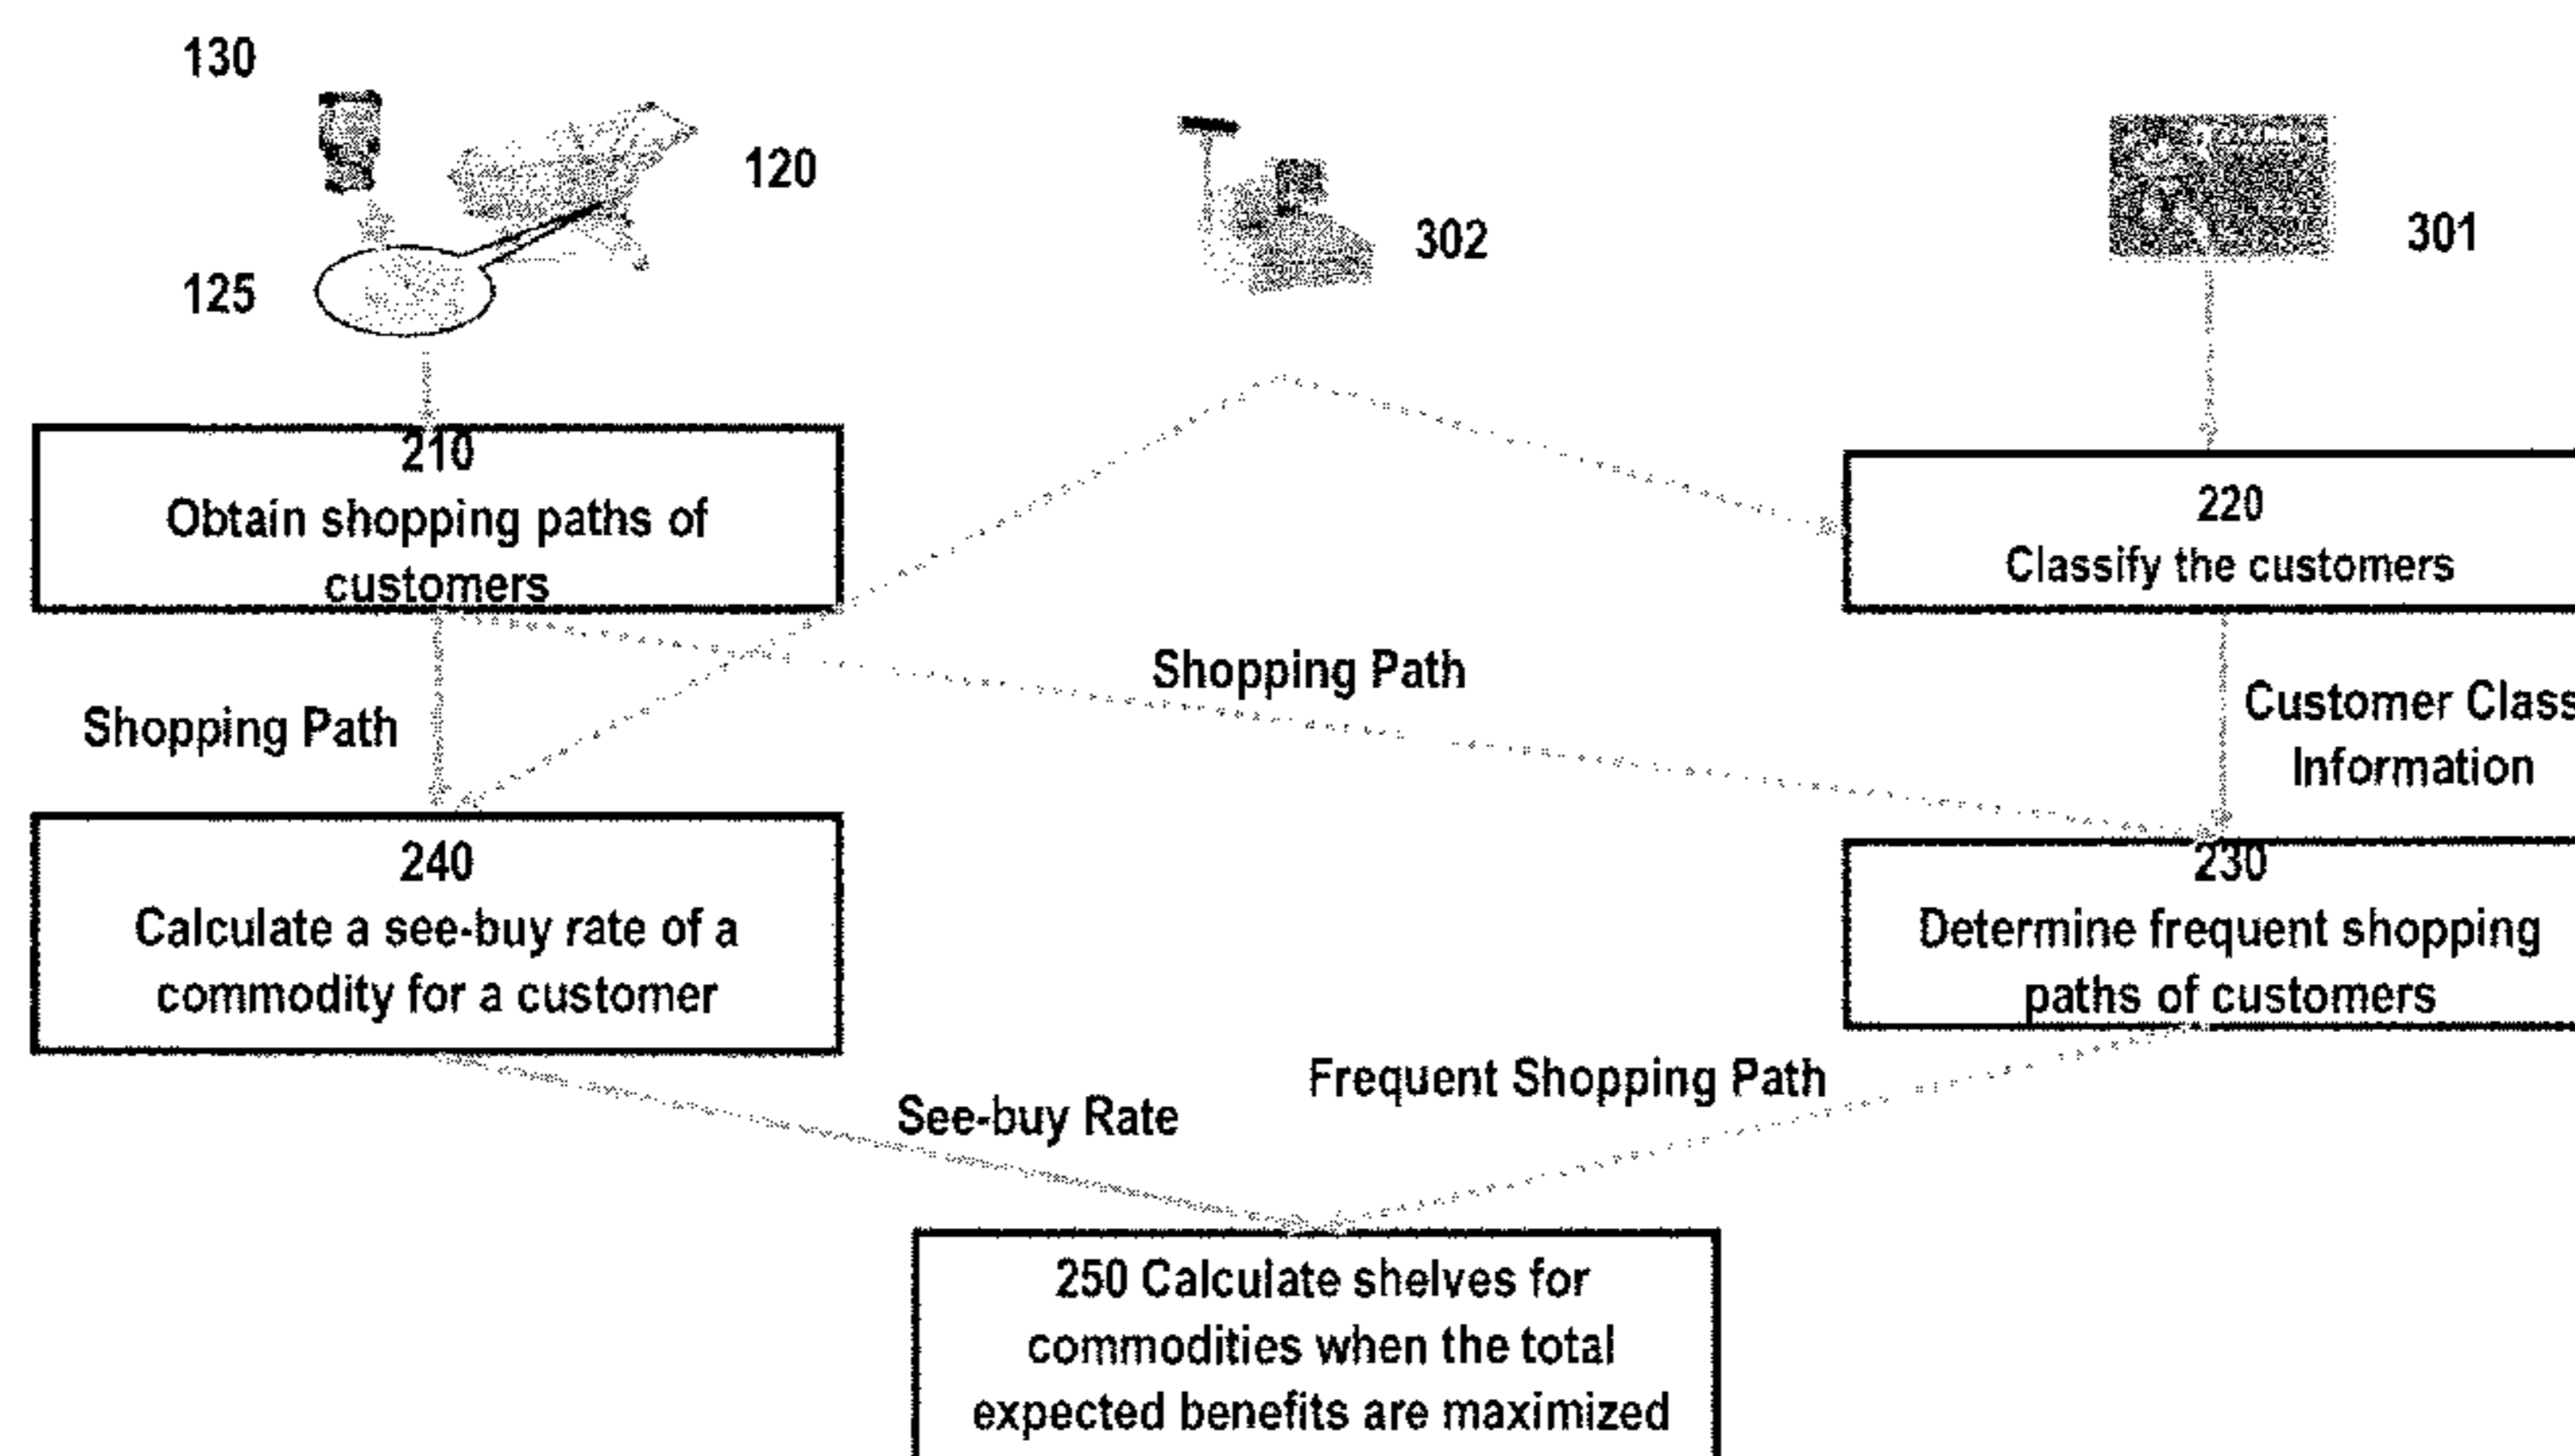 130
120
302
301
125
210
Obtain shopping paths of
customers
220
Classify the customers
Shopping Path
Shopping Path
Customer Class
Information
240
Calculate a see-buy rate of a
commodity for a customer
230
Determine frequent shopping
paths of customers
See-buy Rate
Frequent Shopping Path
250 Calculate shelves for
commodities when the total
expected benefits are maximized